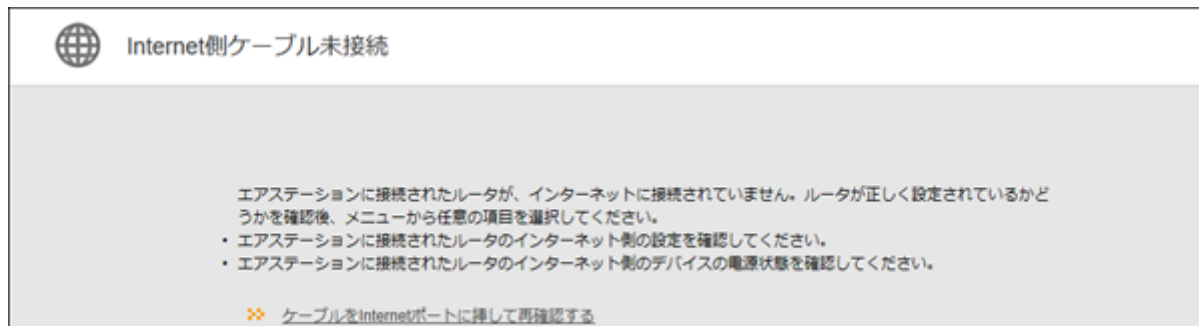 Internet側ケーブル未接続
エアステーションに接続されたルータが、インターネットに接続されていません。ルータが正しく設定されているかど
うかを確認後、メニューから任意の項目を選択してください。
・ エアステーションに接続されたルータのインターネット側の設定を確認してください。
・ エアステーションに接続されたルータのインターネット側のデバイスの電源状態を確認してください。
ケーブルをInternetポートに挿して再確認する